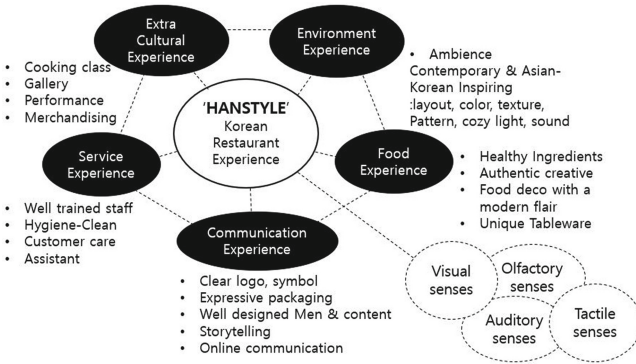 Extra
Cultural
Experience
Environment
Experience
• Cooking class
• Gallery
• Performance
• Merchandising
• Ambience
Contemporary & Asian-
Korean Inspiring
:layout, color, texture,
Pattern, cozy light, sound
'HANSTYLE'
Korean
Restaurant
Experience
Service
Experience
Food
Experience
• Well trained staff
• Hygiene-Clean
• Customer care
• Assistant
• Healthy Ingredients
• Authentic creative
• Food deco with a
modern flair
• Unique Tableware
Communication
Experience
• Clear logo, symbol
• Expressive packaging
• Well designed Men & content
• Storytelling
• Online communication
Visual
senses
Olfactory
senses
Auditory
senses
Tactile
senses